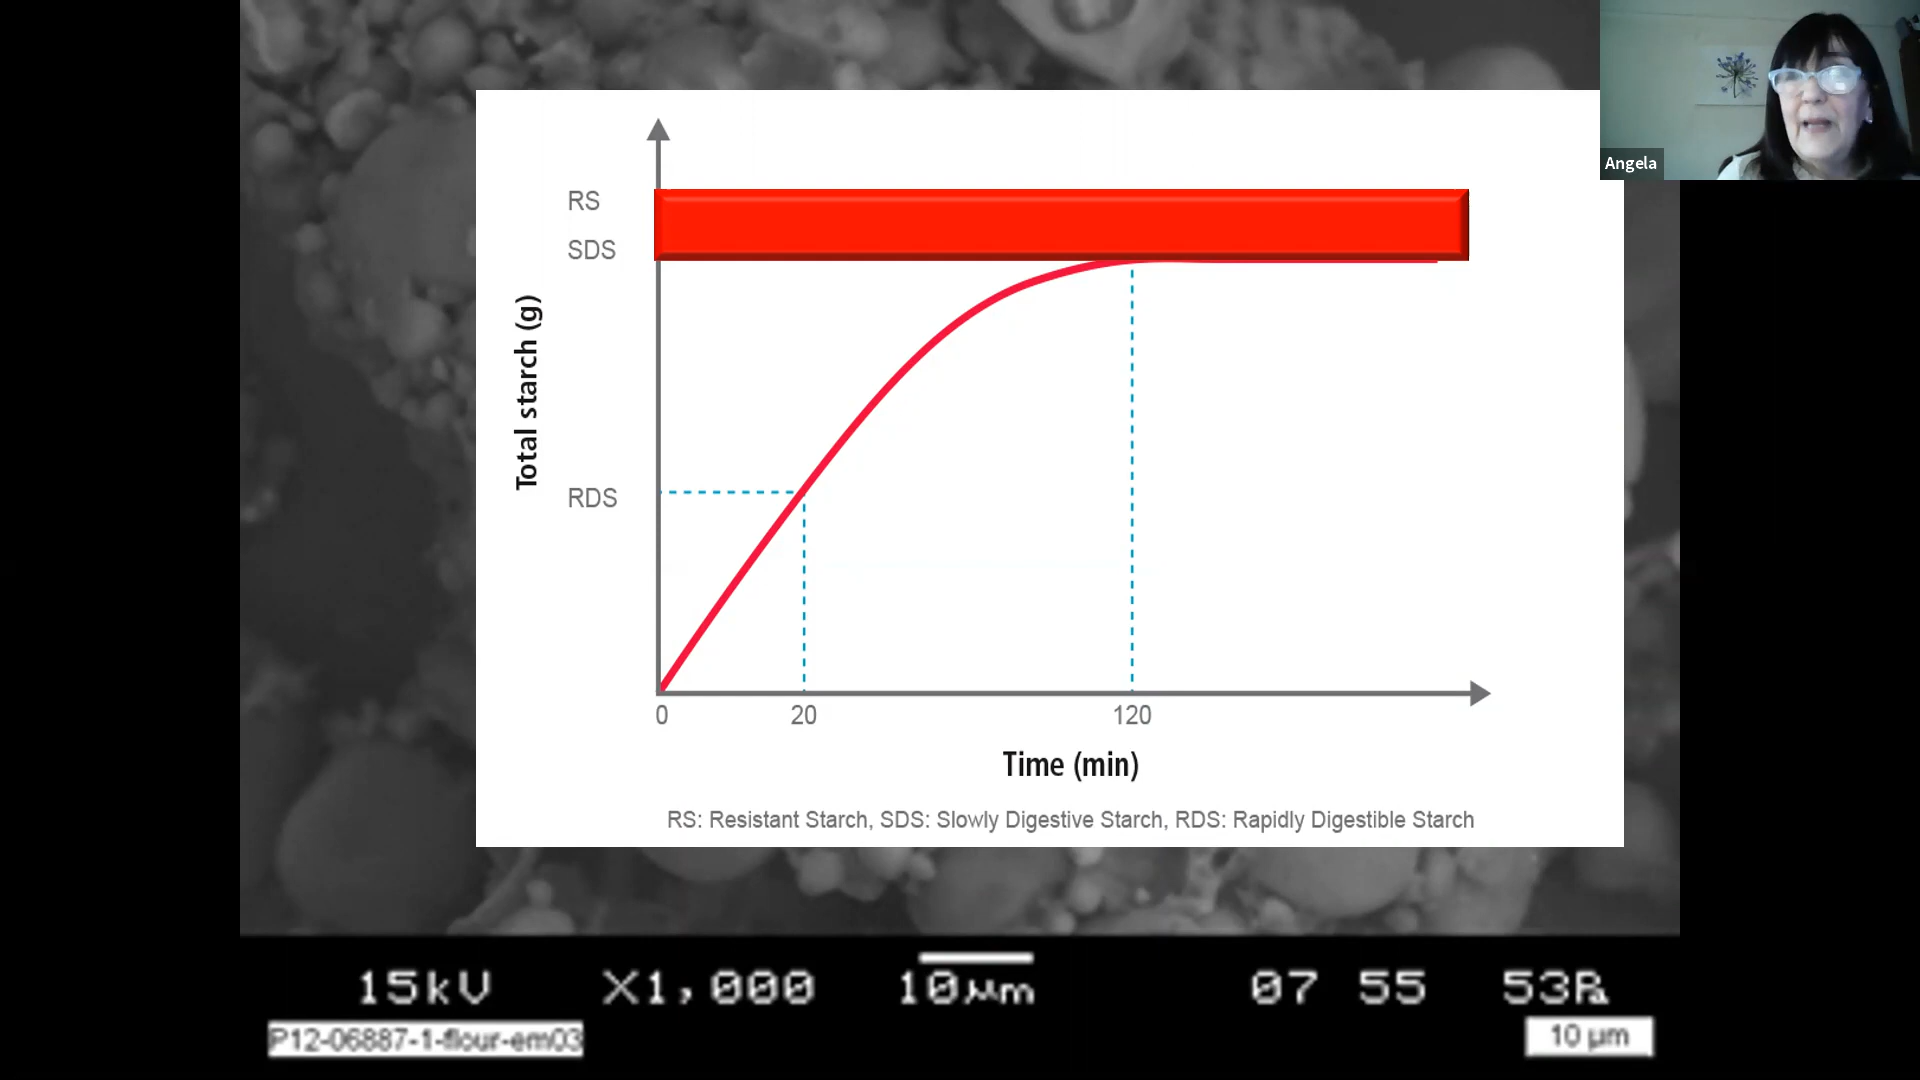 Angela
RS
SDS
Total starch (g)
RDS
0 20 120
Time (min)
RS: Resistant Starch, SDS: Slowly Digestive Starch, RDS: Rapidly Digestible Starch
15kV X1,000 10µm 07 55 53Pa
P12-06887-1-flour-em03
10 µm